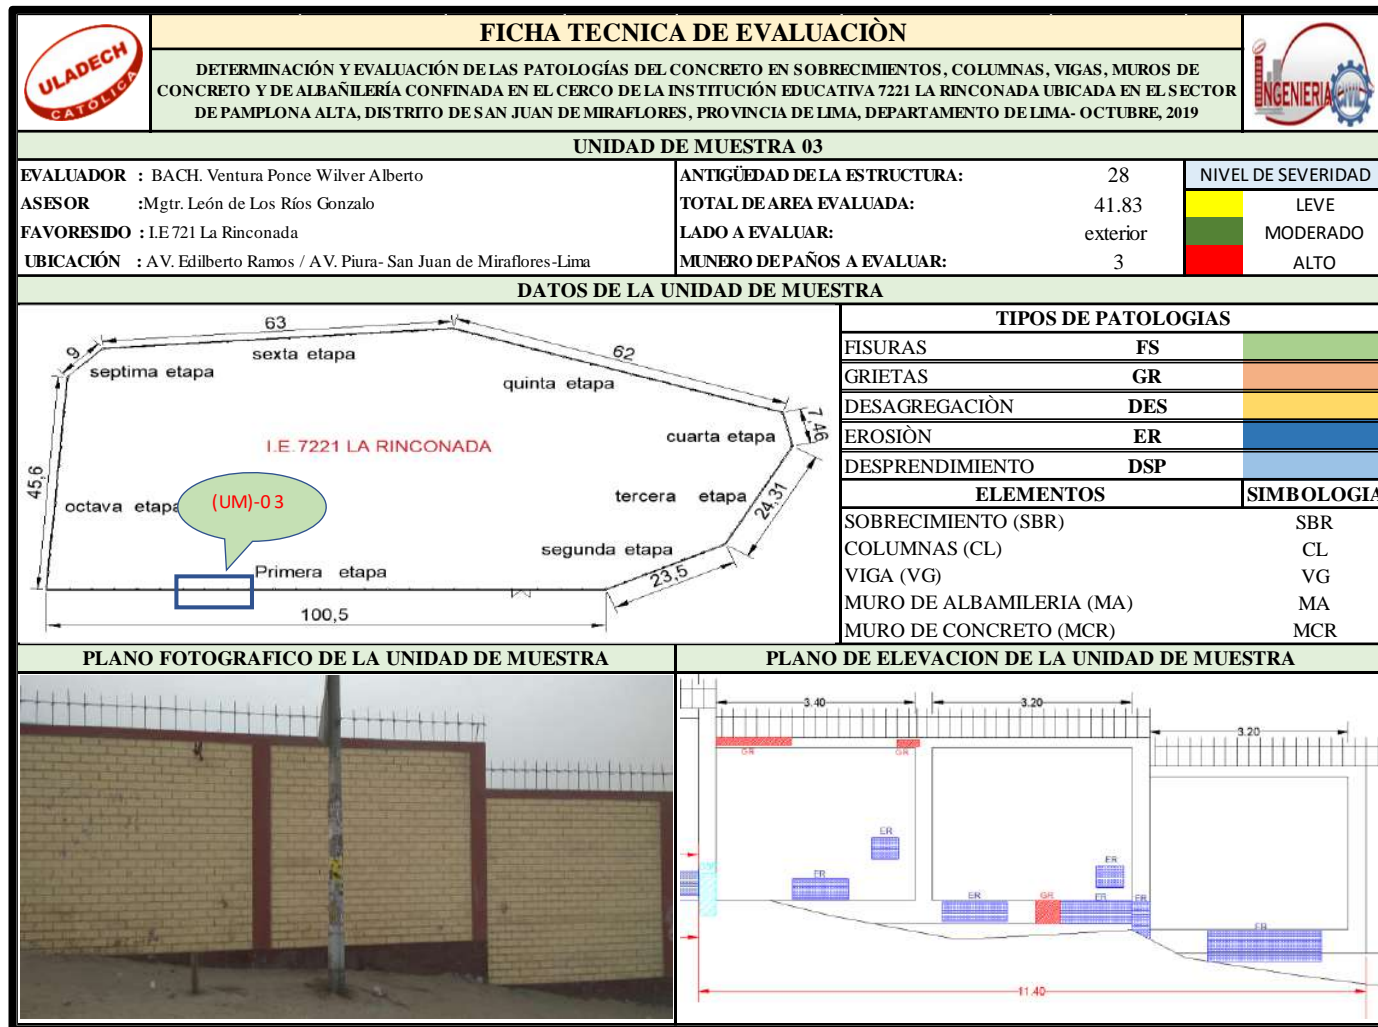 ULADECH
CATÓLICA
FICHA TECNICA DE EVALUACIÒN
DETERMINACIÓN Y EVALUACIÓN DE LAS PATOLOGÍAS DEL CONCRETO EN SOBRECIMIENTOS, COLUMNAS, VIGAS, MUROS DE
CONCRETO Y DE ALBAÑILERÍA CONFINADA EN EL CERCO DE LA INSTITUCIÓN EDUCATIVA 7221 LA RINCONADA UBICADA EN EL SECTOR
DE PAMPLONA ALTA, DISTRITO DE SAN JUAN DE MIRAFLORES, PROVINCIA DE LIMA, DEPARTAMENTO DE LIMA- OCTUBRE, 2019
INGENIERIA CIVIL
UNIDAD DE MUESTRA 03
EVALUADOR : BACH. Ventura Ponce Wilver Alberto
ASESOR :Mgtr. León de Los Ríos Gonzalo
FAVORESIDO : I.E 721 La Rinconada
UBICACIÓN : AV. Edilberto Ramos / AV. Piura- San Juan de Miraflores-Lima
ANTIGÜEDAD DE LA ESTRUCTURA: 28
TOTAL DE AREA EVALUADA: 41.83
LADO A EVALUAR: exterior
MUNERO DE PAÑOS A EVALUAR: 3
NIVEL DE SEVERIDAD
LEVE
MODERADO
ALTO
DATOS DE LA UNIDAD DE MUESTRA
63
sexta etapa
9
septima etapa
62
quinta etapa
7,46
cuarta etapa
I.E. 7221 LA RINCONADA
45,6
octava etapa
(UM)-0 3
tercera etapa
24,31
segunda etapa
23,5
Primera etapa
100,5
TIPOS DE PATOLOGIAS
FISURAS FS
GRIETAS GR
DESAGREGACIÒN DES
EROSIÒN ER
DESPRENDIMIENTO DSP
ELEMENTOS SIMBOLOGIA
SOBRECIMIENTO (SBR) SBR
COLUMNAS (CL) CL
VIGA (VG) VG
MURO DE ALBAMILERIA (MA) MA
MURO DE CONCRETO (MCR) MCR
PLANO FOTOGRAFICO DE LA UNIDAD DE MUESTRA
PLANO DE ELEVACION DE LA UNIDAD DE MUESTRA
3.40
3.20
3.20
GR
GR
ER
ER
ER
ER
GR
ER
ER
ER
11.40